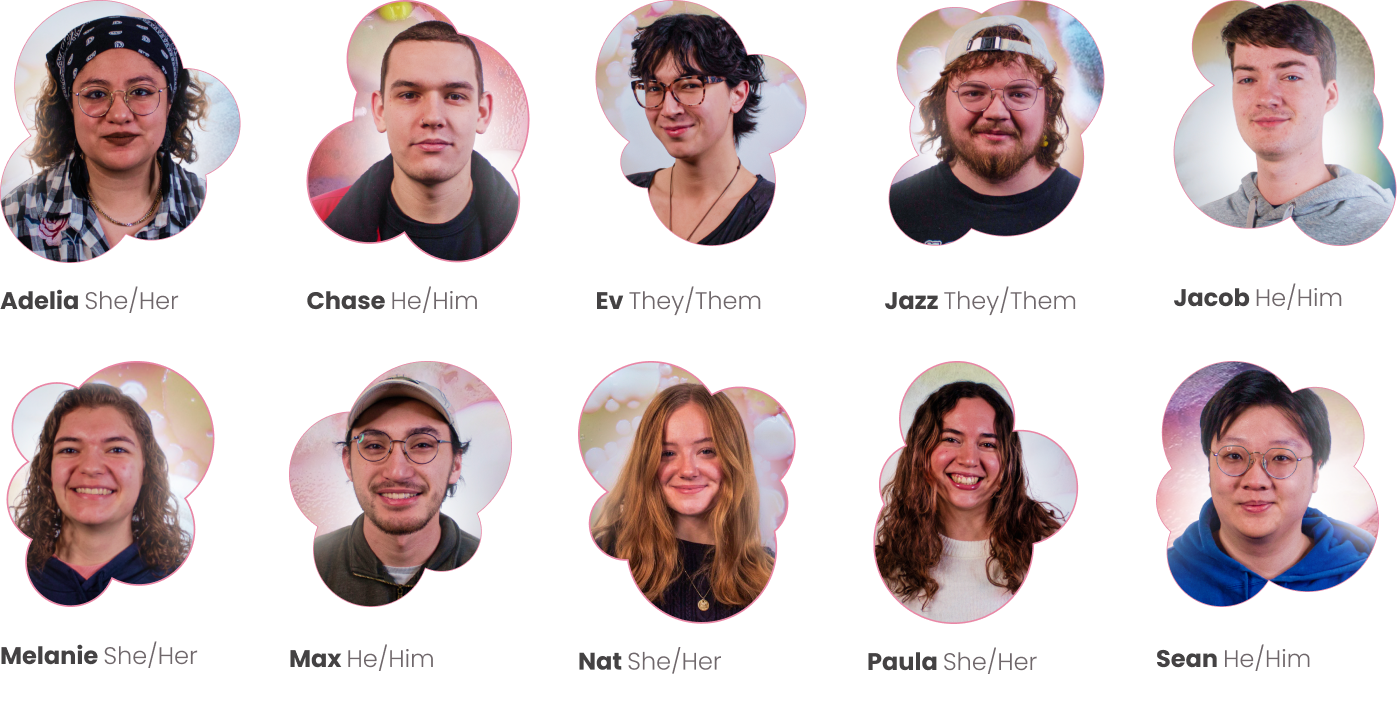 Adelia She/Her
Chase He/Him
Ev They/Them
Jazz They/Them
Jacob He/Him
Melanie She/Her
Max He/Him
Nat She/Her
Paula She/Her
Sean He/Him